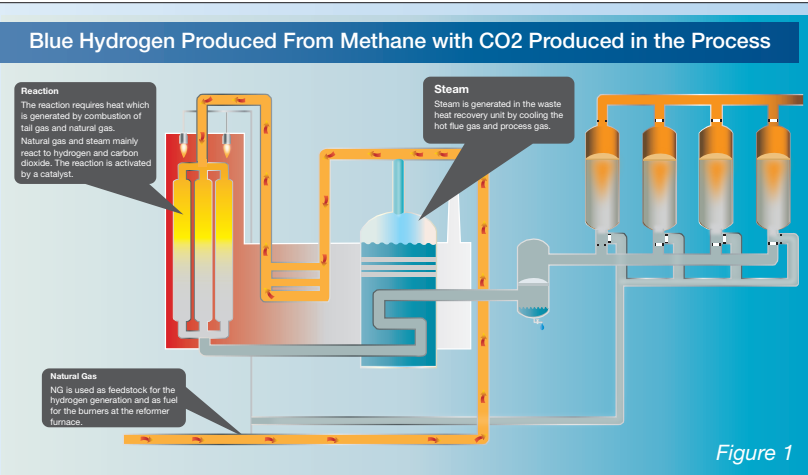 Blue Hydrogen Produced From Methane with CO2 Produced in the Process
Reaction
The reaction requires heat which
is generated by combustion of
tail gas and natural gas.
Natural gas and steam mainly
react to hydrogen and carbon
dioxide. The reaction is activated
by a catalyst.
Steam
Steam is generated in the waste
heat recovery unit by cooling the
hot flue gas and process gas.
Natural Gas
NG is used as feedstock for the
hydrogen generation and as fuel
for the burners at the reformer
furnace.
Figure 1